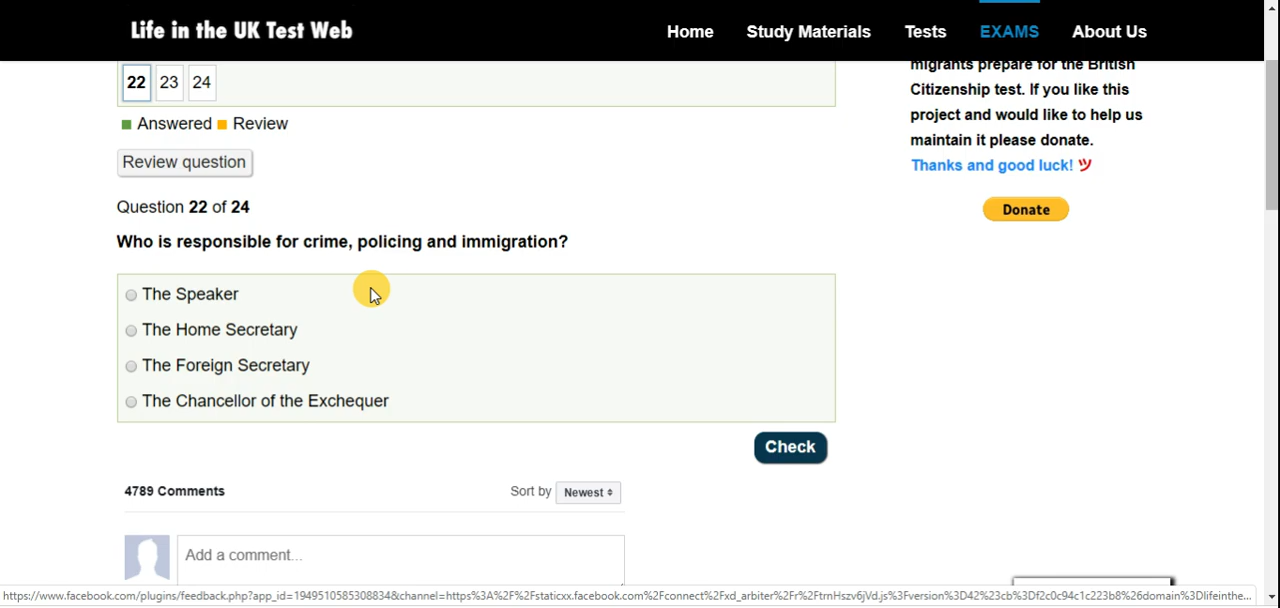 Life in the UK Test Web
Home Study Materials Tests EXAMS About Us
22 23 24
Answered Review
Review question
Question 22 of 24
Who is responsible for crime, policing and immigration?
The Speaker
The Home Secretary
The Foreign Secretary
The Chancellor of the Exchequer
Check
4789 Comments Sort by Newest
Add a comment...
migrants prepare for the British
Citizenship test. If you like this
project and would like to help us
maintain it please donate.
Thanks and good luck! ツ
Donate
https://www.facebook.com/plugins/feedback.php?app_id=1949510585308834&channel=https%3A%2F%2Fstaticxx.facebook.com%2Fconnect%2Fxd_arbiter%2Fr%2FtrnHszv6jVd.js%3Fversion%3D42%23cb%3Df2c0c94c1c223b8%26domain%3Dlifeinthe...